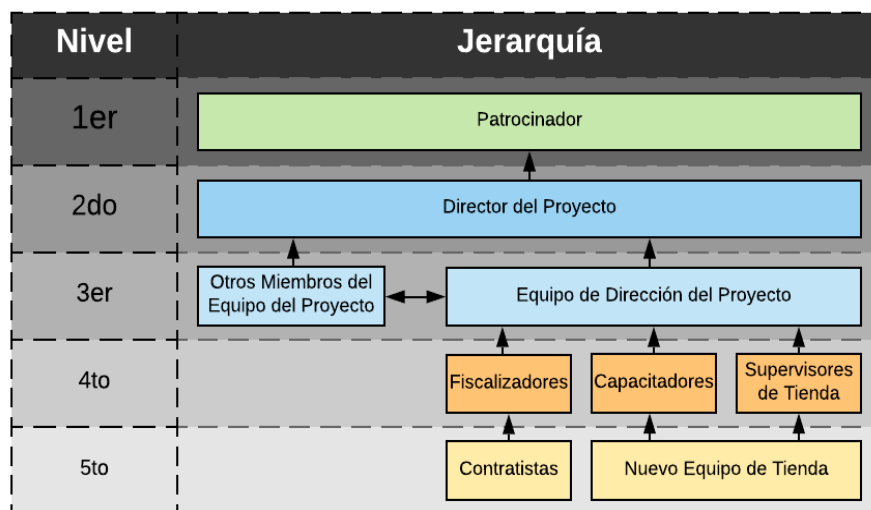 Nivel Jerarquía
1er Patrocinador
2do Director del Proyecto
3er
Otros Miembros del
Equipo del Proyecto
Equipo de Dirección del Proyecto
4to Fiscalizadores Capacitadores
Supervisores
de Tienda
5to Contratistas Nuevo Equipo de Tienda